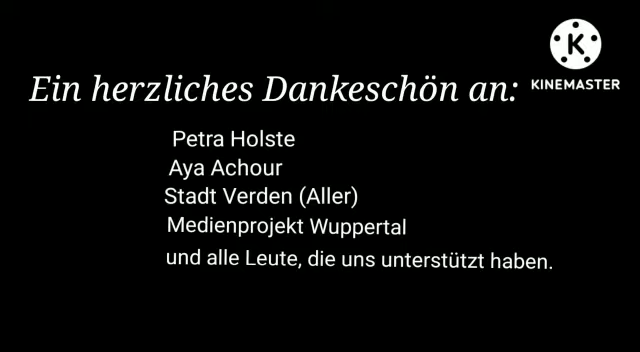 Ein herzliches Dankeschön an:
KINEMASTER
Petra Holste
Aya Achour
Stadt Verden (Aller)
Medienprojekt Wuppertal
und alle Leute, die uns unterstützt haben.